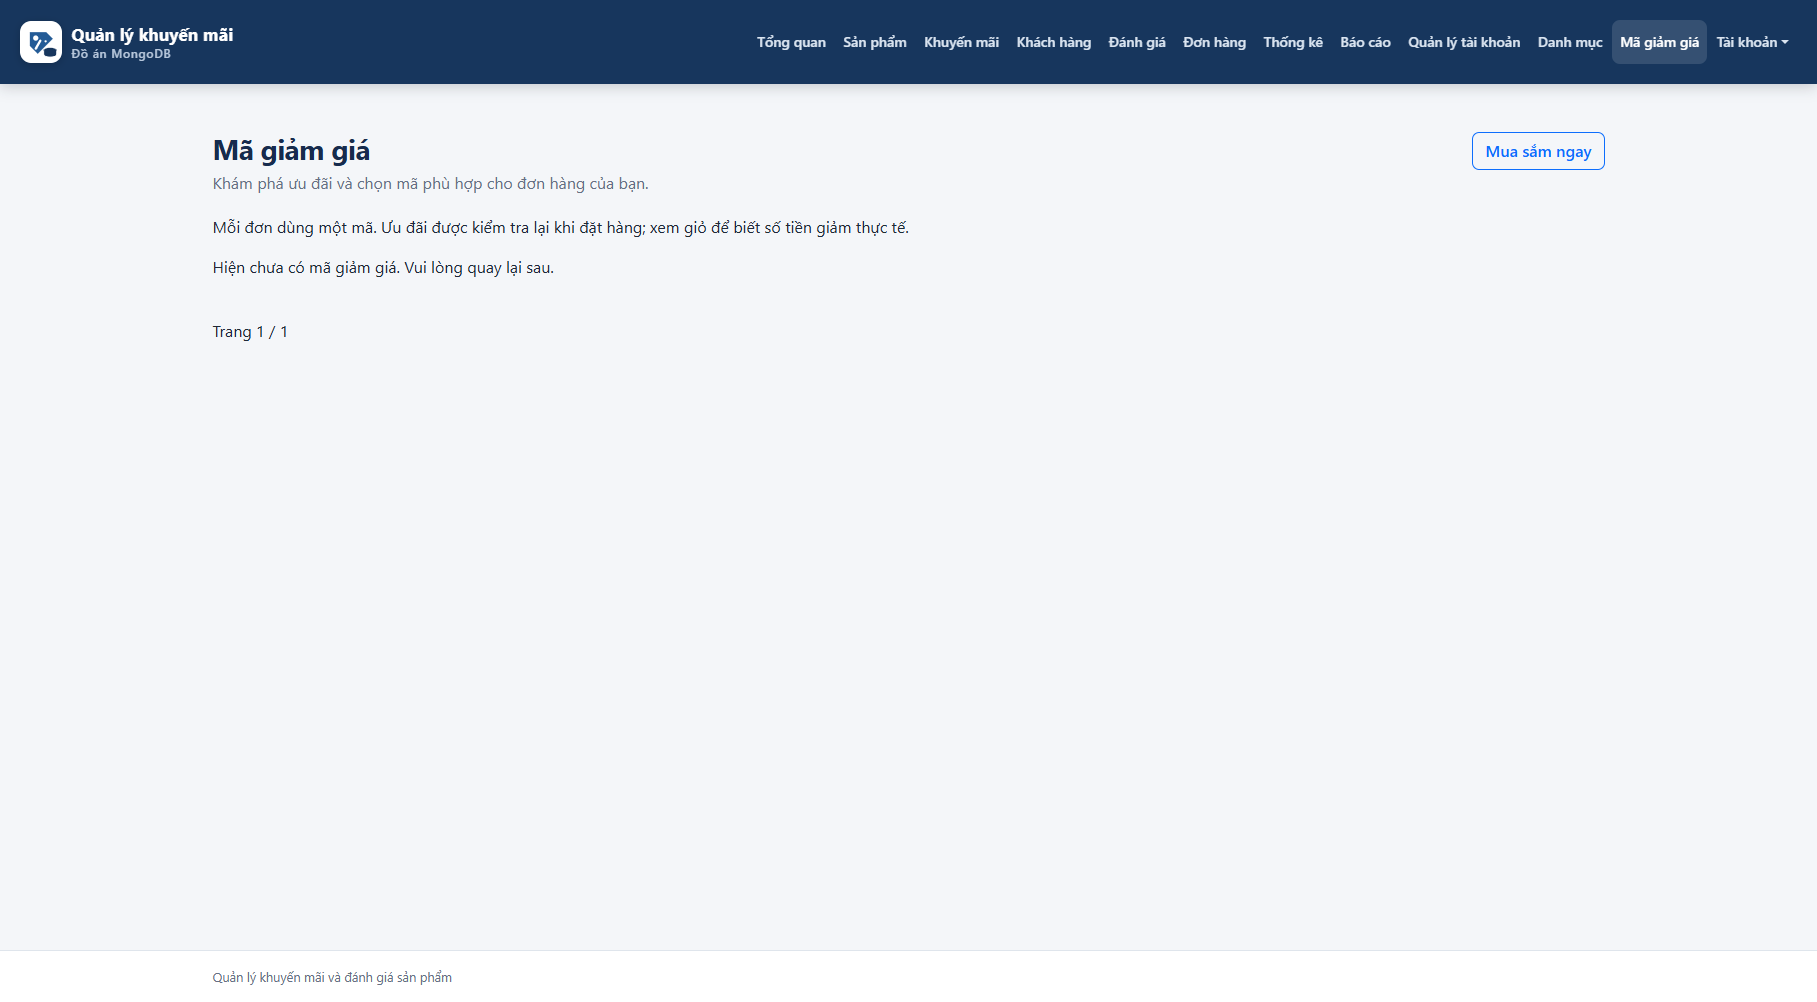 Quản lý khuyến mãi
Đồ án MongoDB
Tổng quan Sản phẩm Khuyến mãi Khách hàng Đánh giá Đơn hàng Thống kê Báo cáo Quản lý tài khoản Danh mục Mã giảm giá Tài khoản
Mã giảm giá
Mua sắm ngay
Khám phá ưu đãi và chọn mã phù hợp cho đơn hàng của bạn.
Mỗi đơn dùng một mã. Ưu đãi được kiểm tra lại khi đặt hàng; xem giỏ để biết số tiền giảm thực tế.
Hiện chưa có mã giảm giá. Vui lòng quay lại sau.
Trang 1 / 1
Quản lý khuyến mãi và đánh giá sản phẩm